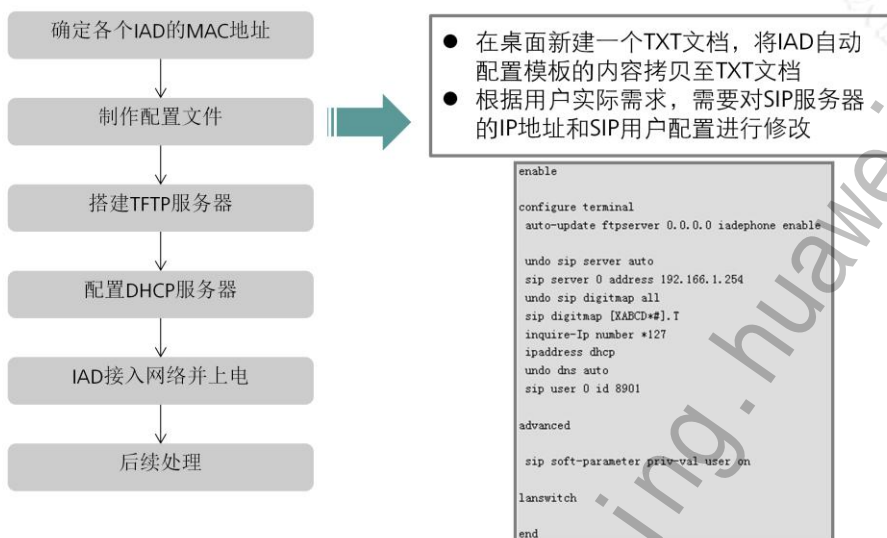 确定各个IAD的MAC地址
制作配置文件
搭建TFTP服务器
配置DHCP服务器
IAD接入网络并上电
后续处理
● 在桌面新建一个TXT文档，将IAD自动
配置模板的内容拷贝至TXT文档
● 根据用户实际需求，需要对SIP服务器
的IP地址和SIP用户配置进行修改
enable
configure terminal
auto-update ftpserver 0.0.0.0 iadephone enable
undo sip server auto
sip server 0 address 192.166.1.254
undo sip digitmap all
sip digitmap [XABCD*#].T
inquire-Ip number *127
ipaddress dhcp
undo dns auto
sip user 0 id 8901
advanced
sip soft-parameter priv-val user on
lanswitch
end
ing.huawei.